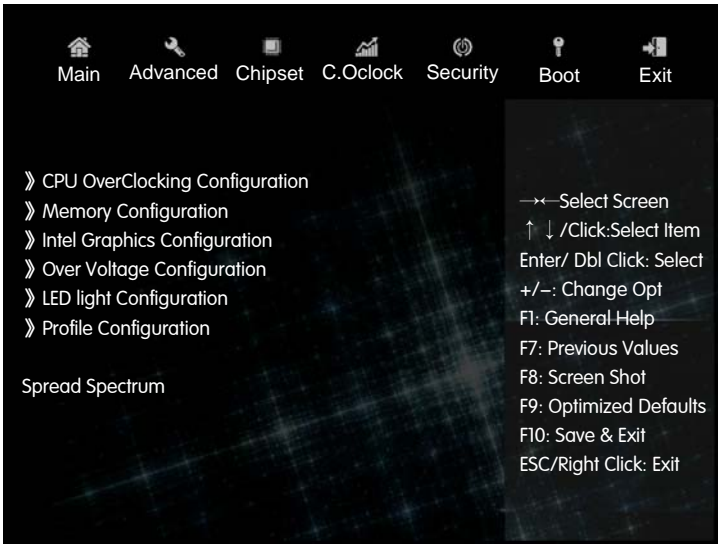 Main Advanced Chipset C.Oclock Security Boot Exit
》CPU OverClocking Configuration
》Memory Configuration
》Intel Graphics Configuration
》Over Voltage Configuration
》LED light Configuration
》Profile Configuration
Spread Spectrum
→←Select Screen
↑↓/Click:Select Item
Enter/ Dbl Click: Select
+/−: Change Opt
F1: General Help
F7: Previous Values
F8: Screen Shot
F9: Optimized Defaults
F10: Save & Exit
ESC/Right Click: Exit